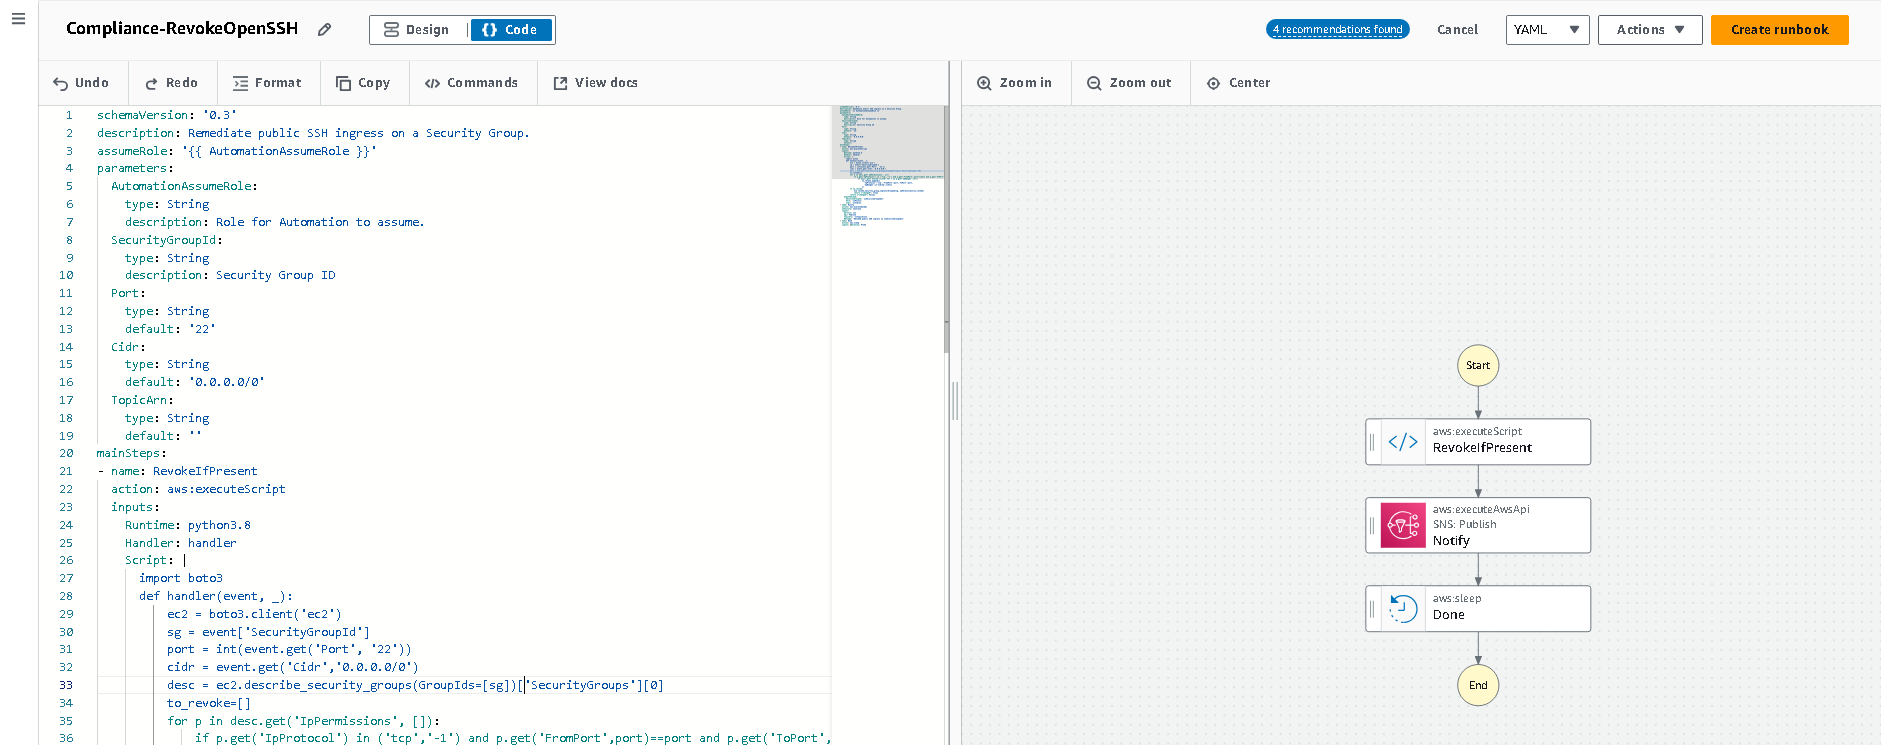 Compliance-RevokeOpenSSH
Design
{} Code
4 recommendations found
Cancel
YAML
Actions
Create runbook
Undo
Redo
Format
Copy
Commands
View docs
Zoom in
Zoom out
Center
1 schemaVersion: '0.3'
2 description: Remediate public SSH ingress on a Security Group.
3 assumeRole: '{{ AutomationAssumeRole }}'
4 parameters:
5 AutomationAssumeRole:
6 type: String
7 description: Role for Automation to assume.
8 SecurityGroupId:
9 type: String
10 description: Security Group ID
11 Port:
12 type: String
13 default: '22'
14 Cidr:
15 type: String
16 default: '0.0.0.0/0'
17 TopicArn:
18 type: String
19 default: ''
20 mainSteps:
21 - name: RevokeIfPresent
22 action: aws:executeScript
23 inputs:
24 Runtime: python3.8
25 Handler: handler
26 Script: |
27 import boto3
28 def handler(event, _):
29 ec2 = boto3.client('ec2')
30 sg = event['SecurityGroupId']
31 port = int(event.get('Port', '22'))
32 cidr = event.get('Cidr','0.0.0.0/0')
33 desc = ec2.describe_security_groups(GroupIds=[sg])['SecurityGroups'][0]
34 to_revoke=[]
35 for p in desc.get('IpPermissions', []):
36 if p.get('IpProtocol') in ('tcp','-1') and p.get('FromPort',port)==port and p.get('ToPort',
Start
aws:executeScript
RevokeIfPresent
aws:executeAwsApi
SNS: Publish
Notify
aws:sleep
Done
End